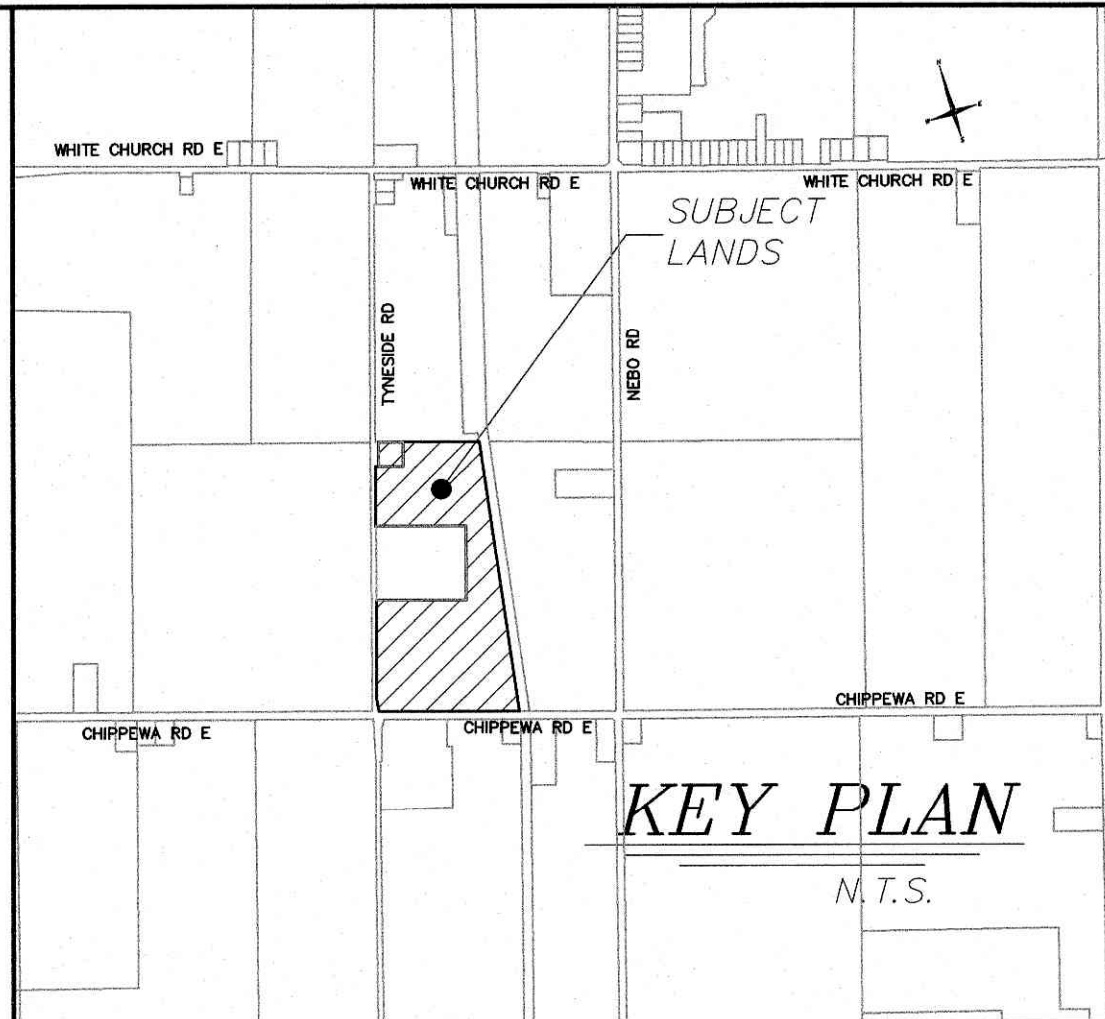 N
E
W
S
WHITE CHURCH RD E
WHITE CHURCH RD E
WHITE CHURCH RD E
SUBJECT
LANDS
TYNESIDE RD
NEBO RD
CHIPPEWA RD E
CHIPPEWA RD E
CHIPPEWA RD E
KEY PLAN
N.T.S.